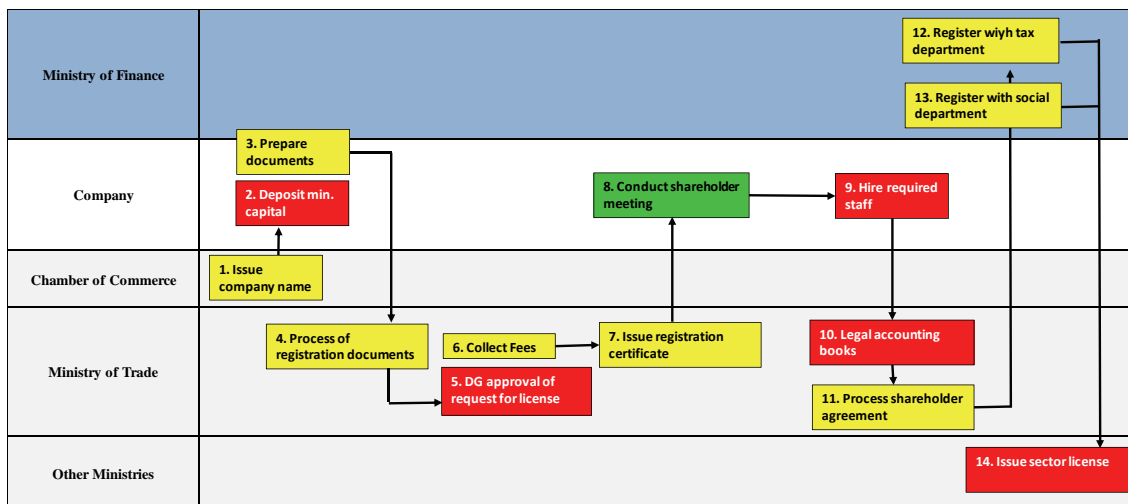 Ministry of Finance
12. Register wiyh tax
department
13. Register with social
department
Company
3. Prepare
documents
2. Deposit min.
capital
8. Conduct shareholder
meeting
9. Hire required
staff
Chamber of Commerce
1. Issue
company name
Ministry of Trade
4. Process of
registration documents
6. Collect Fees
5. DG approval of
request for license
7. Issue registration
certificate
10. Legal accounting
books
11. Process shareholder
agreement
Other Ministries
14. Issue sector license